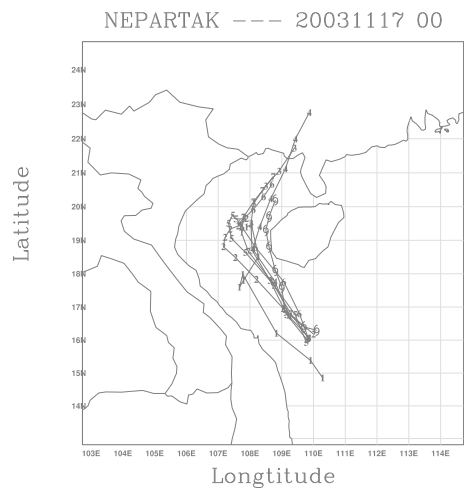 NEPARTAK --- 20031117 00
24N
23N
22N
21N
20N
19N
18N
17N
16N
15N
14N
Latitude
103E 104E 105E 106E 107E 108E 109E 110E 111E 112E 113E 114E
Longtitude